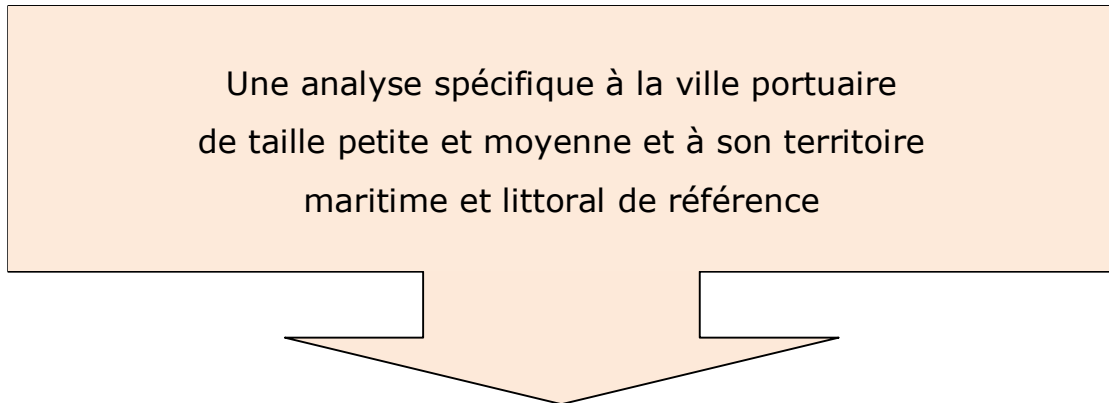 Une analyse spécifique à la ville portuaire
de taille petite et moyenne et à son territoire
maritime et littoral de référence